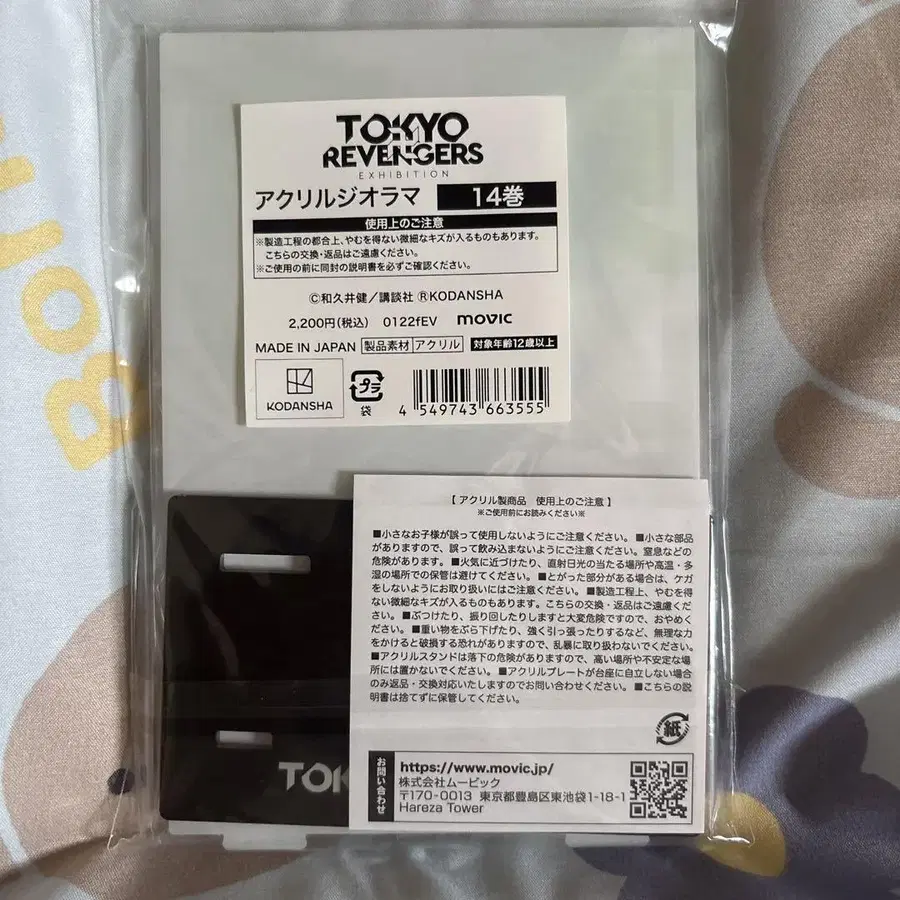 TOKYO
REVENGERS
EXHIBITION
アクリルジオラマ 14巻
使用上のご注意
※製造工程の都合上、やむを得ない微細なキズが入るものもあります。
こちらの交換・返品はご遠慮ください。
※ご使用の前に同封の説明書を必ずご確認ください。
©和久井健／講談社 ®KODANSHA
2,200円(税込) 0122fEV movic
MADE IN JAPAN 製品素材 アクリル 対象年齢12歳以上
KODANSHA
プラ
袋
4 549743 663555
【 アクリル製商品 使用上のご注意 】
※ご使用前にお読みください※
■小さなお子様が誤って使用しないようにご注意ください。■小さな部品
がありますので、誤って飲み込まないようにご注意ください。窒息などの
危険があります。■火気に近づけたり、直射日光の当たる場所や高温・多
湿の場所での保管は避けてください。■とがった部分がある場合は、ケガ
をしないようにお取り扱いにはご注意ください。■製造工程上、やむを得
ない微細なキズが入るものもあります。こちらの交換・返品はご遠慮くだ
さい。■ぶつけたり、振り回したりしますと大変危険ですので、おやめく
ださい。■重い物をぶら下げたり、強く引っ張ったりするなど、無理な力
をかけると破損する恐れがありますので、乱暴に取り扱わないでください。
■アクリルスタンドは落下の危険がありますので、高い場所や不安定な場
所には置かないでください。■アクリルプレートが台座に自立しない場合
のみ返品・交換対応いたしますのでお問い合わせください。■こちらの説
明書は捨てずに保管してください。
紙
お問い合わせ
https://www.movic.jp/
株式会社ムービック
〒170-0013 東京都豊島区東池袋1-18-1
Hareza Tower
TOK